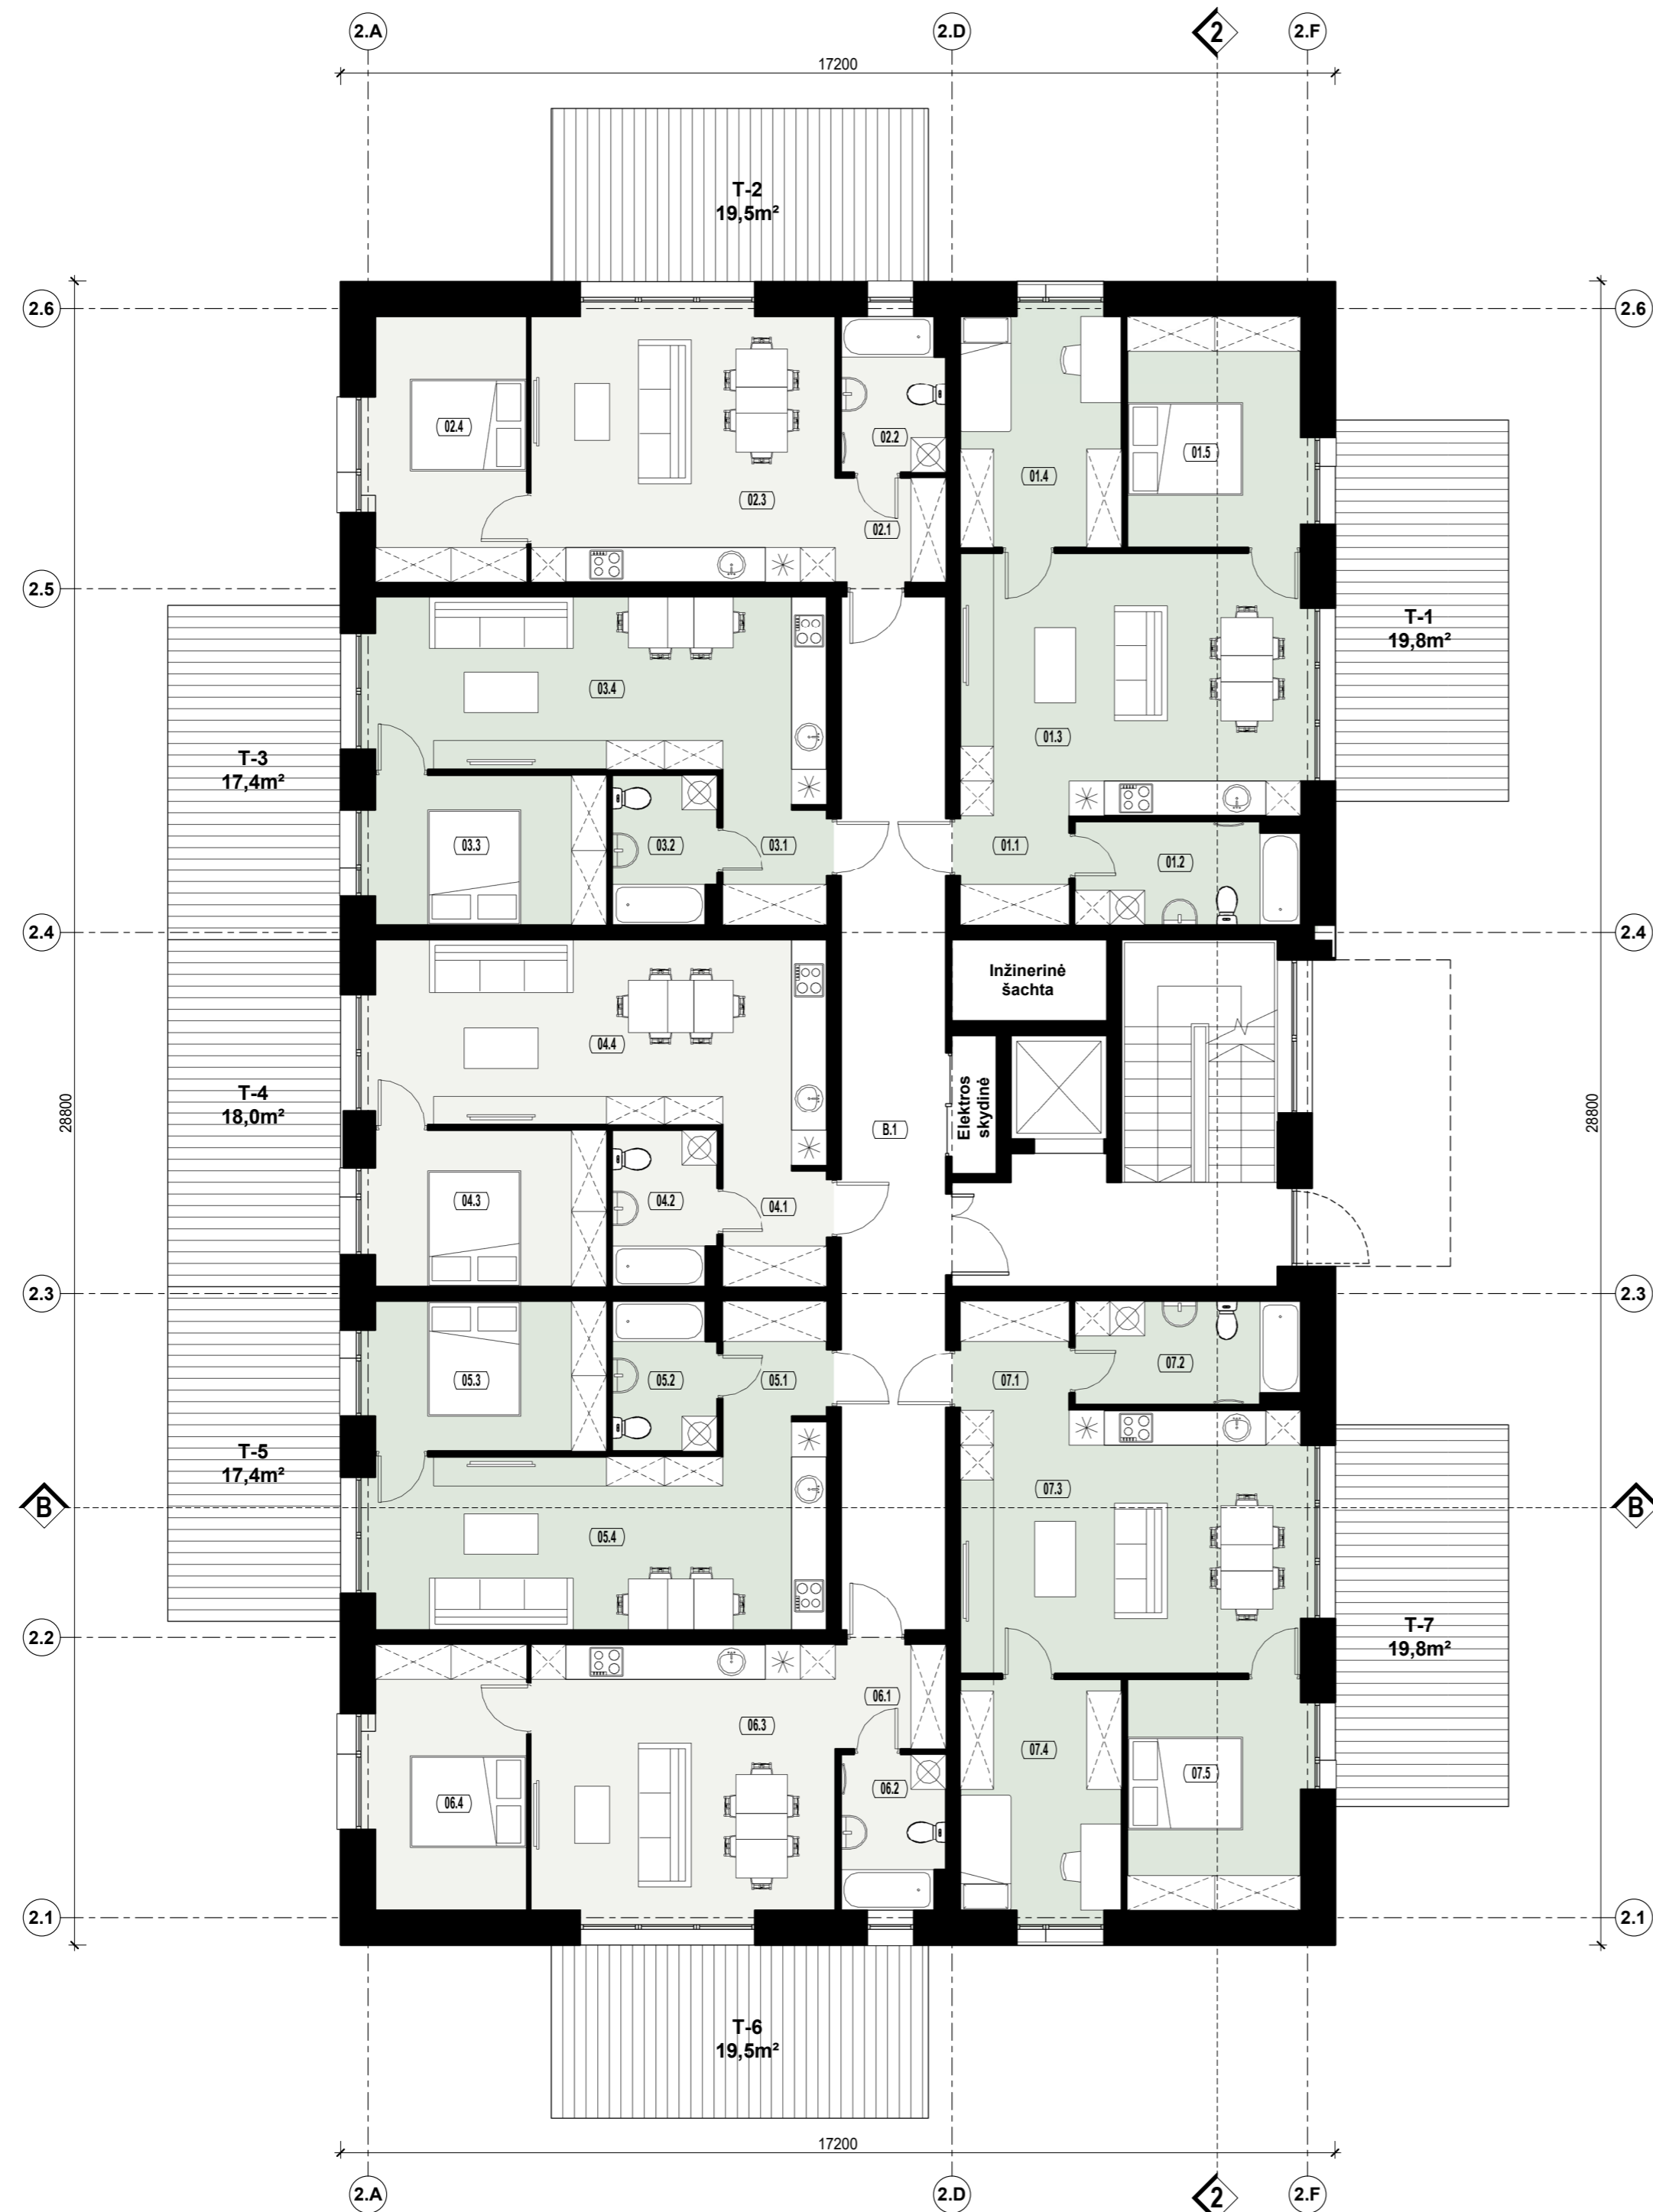 2.A
2.D
2
2.F
17200
T-2
19,5m²
2.6
2.6
02.4
02.2
01.5
01.4
02.3
02.1
2.5
2.5
T-1
19,8m²
03.4
01.3
T-3
17,4m²
03.3
03.2
03.1
01.1
01.2
2.4
2.4
Inžinerinė
šachta
04.4
T-4
18,0m²
28800
28800
B.1
Elektros
skydinė
04.3
04.2
04.1
2.3
2.3
05.3
05.2
05.1
07.1
07.2
T-5
17,4m²
07.3
B
B
05.4
2.2
2.2
T-7
19,8m²
06.1
06.3
07.4
07.5
06.4
06.2
2.1
2.1
T-6
19,5m²
17200
2.A
2.D
2
2.F